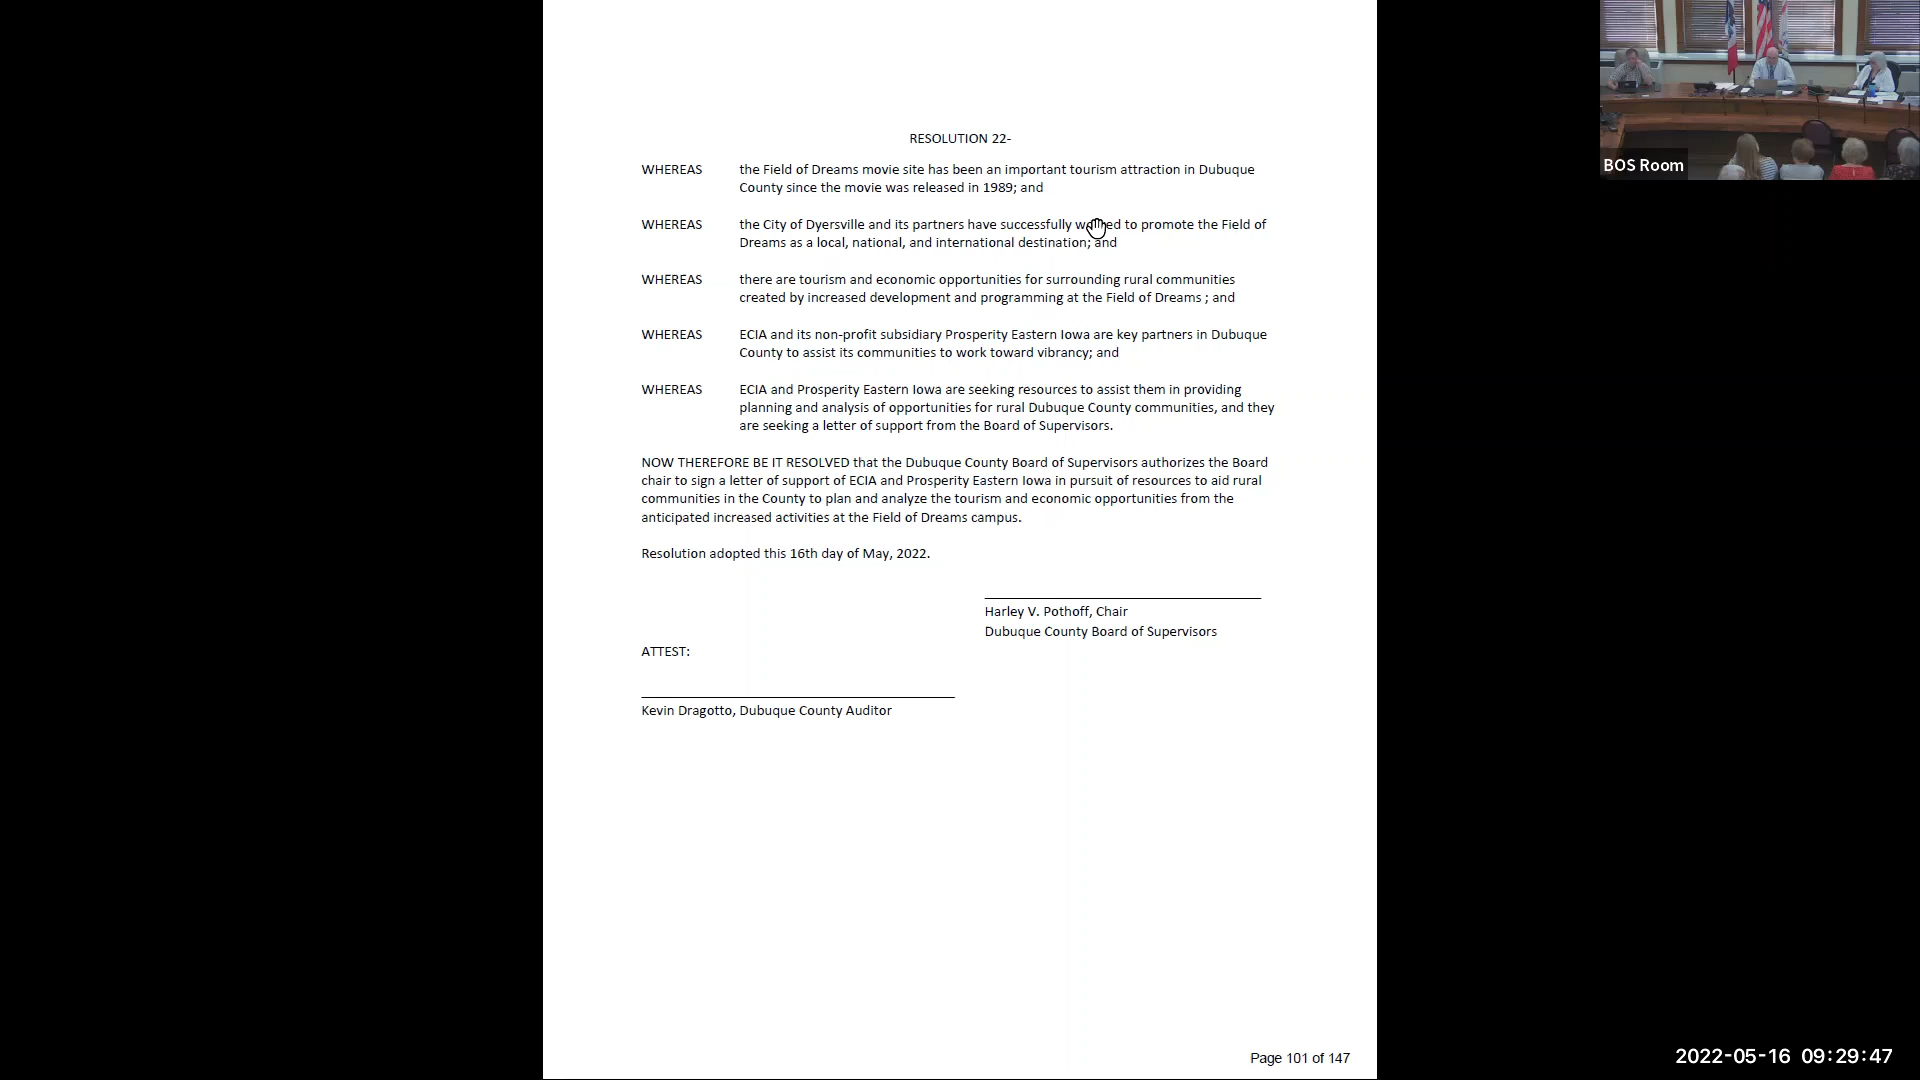 RESOLUTION 22-
WHEREAS the Field of Dreams movie site has been an important tourism attraction in Dubuque
County since the movie was released in 1989; and
WHEREAS the City of Dyersville and its partners have successfully to promote the Field of
Dreams as a local, national, and international destination; and
WHEREAS there are tourism and economic opportunities for surrounding rural communities
created by increased development and programming at the Field of Dreams ; and
WHEREAS ECIA and its non-profit subsidiary Prosperity Eastern Iowa are key partners in Dubuque
County to assist its communities to work toward vibrancy; and
WHEREAS ECIA and Prosperity Eastern Iowa are seeking resources to assist them in providing
planning and analysis of opportunities for rural Dubuque County communities, and they
are seeking a letter of support from the Board of Supervisors.
NOW THEREFORE BE IT RESOLVED that the Dubuque County Board of Supervisors authorizes the Board
chair to sign a letter of support of ECIA and Prosperity Eastern Iowa in pursuit of resources to aid rural
communities in the County to plan and analyze the tourism and economic opportunities from the
anticipated increased activities at the Field of Dreams campus.
Resolution adopted this 16th day of May, 2022.
Harley V. Pothoff, Chair
Dubuque County Board of Supervisors
ATTEST:
Kevin Dragotto, Dubuque County Auditor
Page 101 of 147
BOS Room
2022-05-16 09:29:47